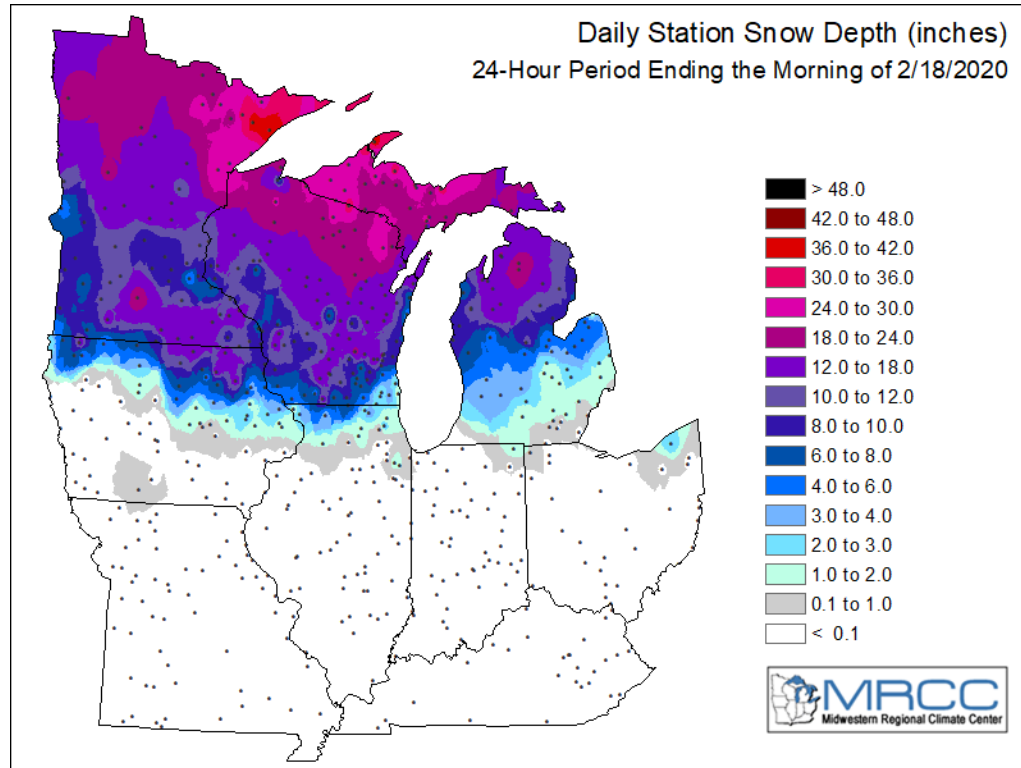 Daily Station Snow Depth (inches)
24-Hour Period Ending the Morning of 2/18/2020
> 48.0
42.0 to 48.0
36.0 to 42.0
30.0 to 36.0
24.0 to 30.0
18.0 to 24.0
12.0 to 18.0
10.0 to 12.0
8.0 to 10.0
6.0 to 8.0
4.0 to 6.0
3.0 to 4.0
2.0 to 3.0
1.0 to 2.0
0.1 to 1.0
< 0.1
MRCC
Midwestern Regional Climate Center